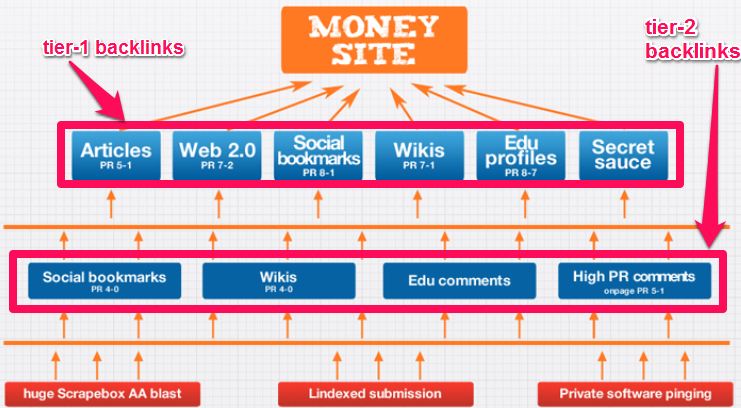 MONEY
SITE
tier-1 backlinks
tier-2
backlinks
Articles
PR 5-1
Web 2.0
PR 7-2
Social
bookmarks
PR 8-1
Wikis
PR 7-1
Edu
profiles
PR 8-7
Secret
sauce
Social bookmarks
PR 4-0
Wikis
PR 4-0
Edu comments
High PR comments
onpage PR 5-1
huge Scrapebox AA blast
Lindexed submission
Private software pinging